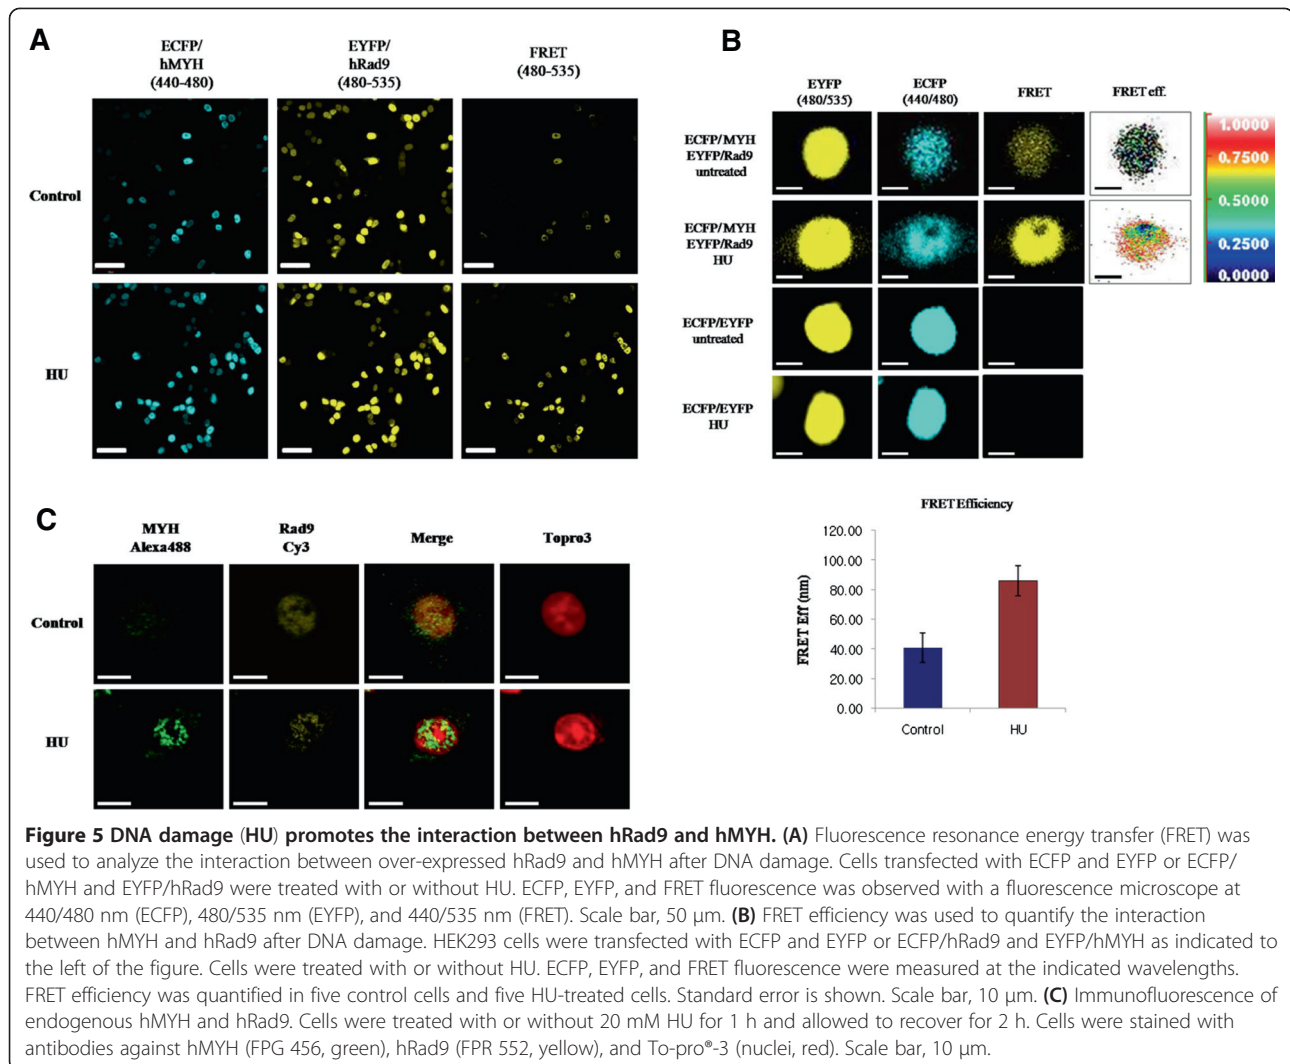 A
ECFP/
hMYH
(440-480)
EYFP/
hRad9
(480-535)
FRET
(480-535)
Control
HU
B
EYFP
(480/535)
ECFP
(440/480)
FRET
FRET eff.
ECFP/MYH
EYFP/Rad9
untreated
ECFP/MYH
EYFP/Rad9
HU
ECFP/EYFP
untreated
ECFP/EYFP
HU
1.0000
0.7500
0.5000
0.2500
0.0000
C
MYH
Alexa488
Rad9
Cy3
Merge
Topro3
Control
HU
FRET Efficiency
FRET Eff (nm)
120.00
100.00
80.00
60.00
40.00
20.00
0.00
Control
HU
Figure 5 DNA damage (HU) promotes the interaction between hRad9 and hMYH. (A) Fluorescence resonance energy transfer (FRET) was
used to analyze the interaction between over-expressed hRad9 and hMYH after DNA damage. Cells transfected with ECFP and EYFP or ECFP/
hMYH and EYFP/hRad9 were treated with or without HU. ECFP, EYFP, and FRET fluorescence was observed with a fluorescence microscope at
440/480 nm (ECFP), 480/535 nm (EYFP), and 440/535 nm (FRET). Scale bar, 50 μm. (B) FRET efficiency was used to quantify the interaction
between hMYH and hRad9 after DNA damage. HEK293 cells were transfected with ECFP and EYFP or ECFP/hRad9 and EYFP/hMYH as indicated to
the left of the figure. Cells were treated with or without HU. ECFP, EYFP, and FRET fluorescence were measured at the indicated wavelengths.
FRET efficiency was quantified in five control cells and five HU-treated cells. Standard error is shown. Scale bar, 10 μm. (C) Immunofluorescence of
endogenous hMYH and hRad9. Cells were treated with or without 20 mM HU for 1 h and allowed to recover for 2 h. Cells were stained with
antibodies against hMYH (FPG 456, green), hRad9 (FPR 552, yellow), and To-pro®-3 (nuclei, red). Scale bar, 10 μm.